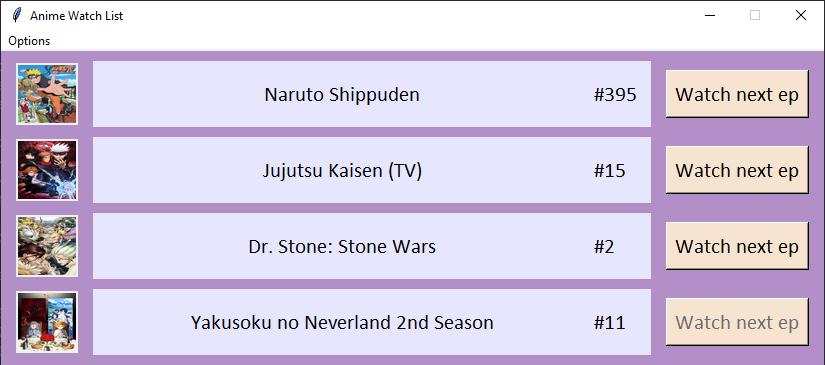 Anime Watch List
Options
Naruto Shippuden #395 Watch next ep
Jujutsu Kaisen (TV) #15 Watch next ep
Dr. Stone: Stone Wars #2 Watch next ep
Yakusoku no Neverland 2nd Season #11 Watch next ep